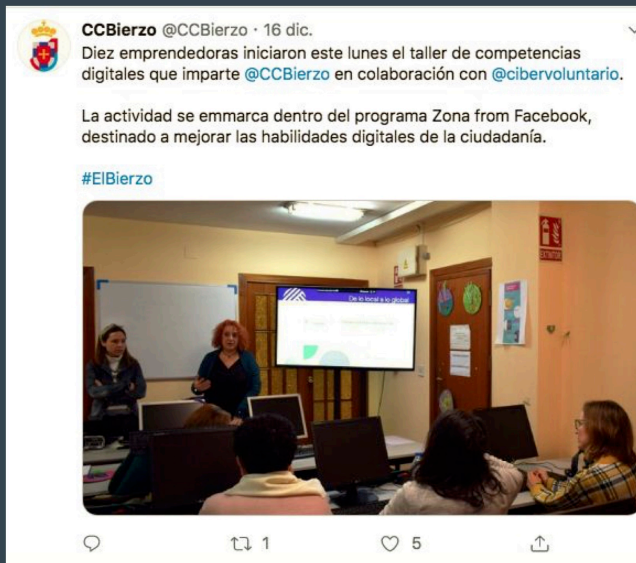 CCBierzo @CCBierzo · 16 dic.
Diez emprendedoras iniciaron este lunes el taller de competencias
digitales que imparte @CCBierzo en colaboración con @cibervoluntario.
La actividad se emmarca dentro del programa Zona from Facebook,
destinado a mejorar las habilidades digitales de la ciudadanía.
#ElBierzo
De lo local a lo global
EXTINTOR
1
5